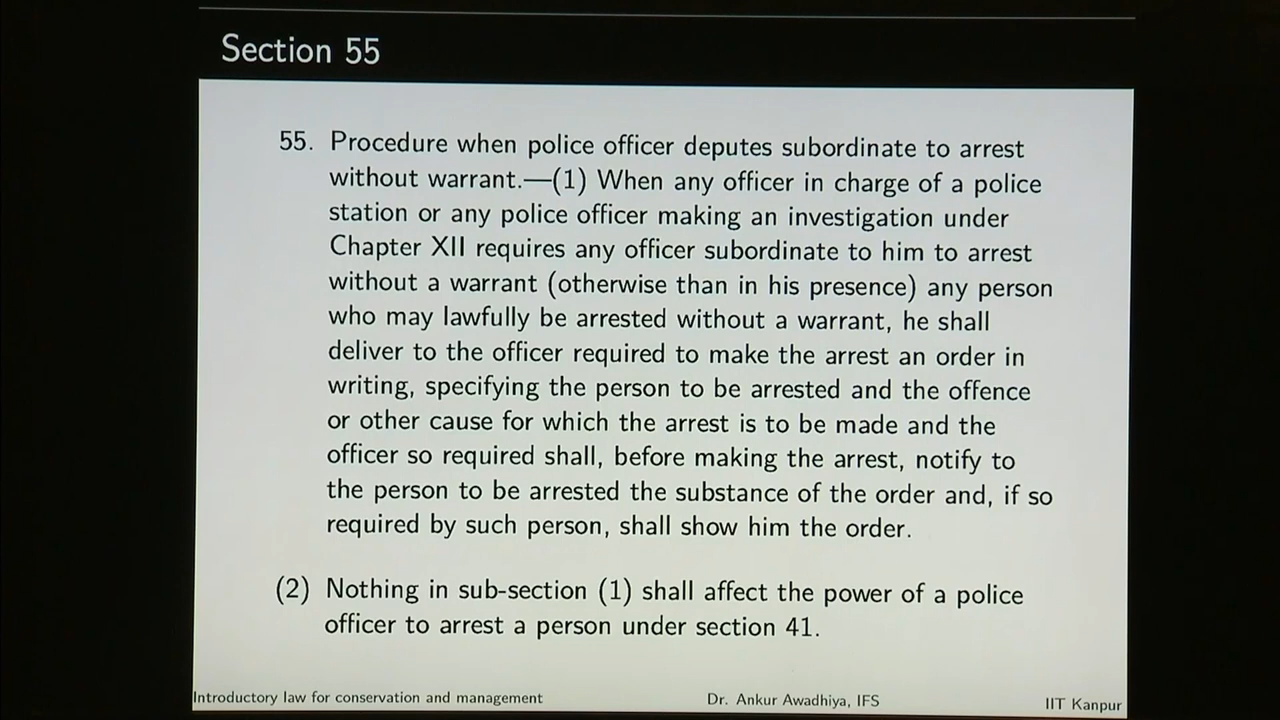 Section 55
55. Procedure when police officer deputes subordinate to arrest
without warrant.—(1) When any officer in charge of a police
station or any police officer making an investigation under
Chapter XII requires any officer subordinate to him to arrest
without a warrant (otherwise than in his presence) any person
who may lawfully be arrested without a warrant, he shall
deliver to the officer required to make the arrest an order in
writing, specifying the person to be arrested and the offence
or other cause for which the arrest is to be made and the
officer so required shall, before making the arrest, notify to
the person to be arrested the substance of the order and, if so
required by such person, shall show him the order.
(2) Nothing in sub-section (1) shall affect the power of a police
officer to arrest a person under section 41.
Introductory law for conservation and management Dr. Ankur Awadhiya, IFS IIT Kanpur